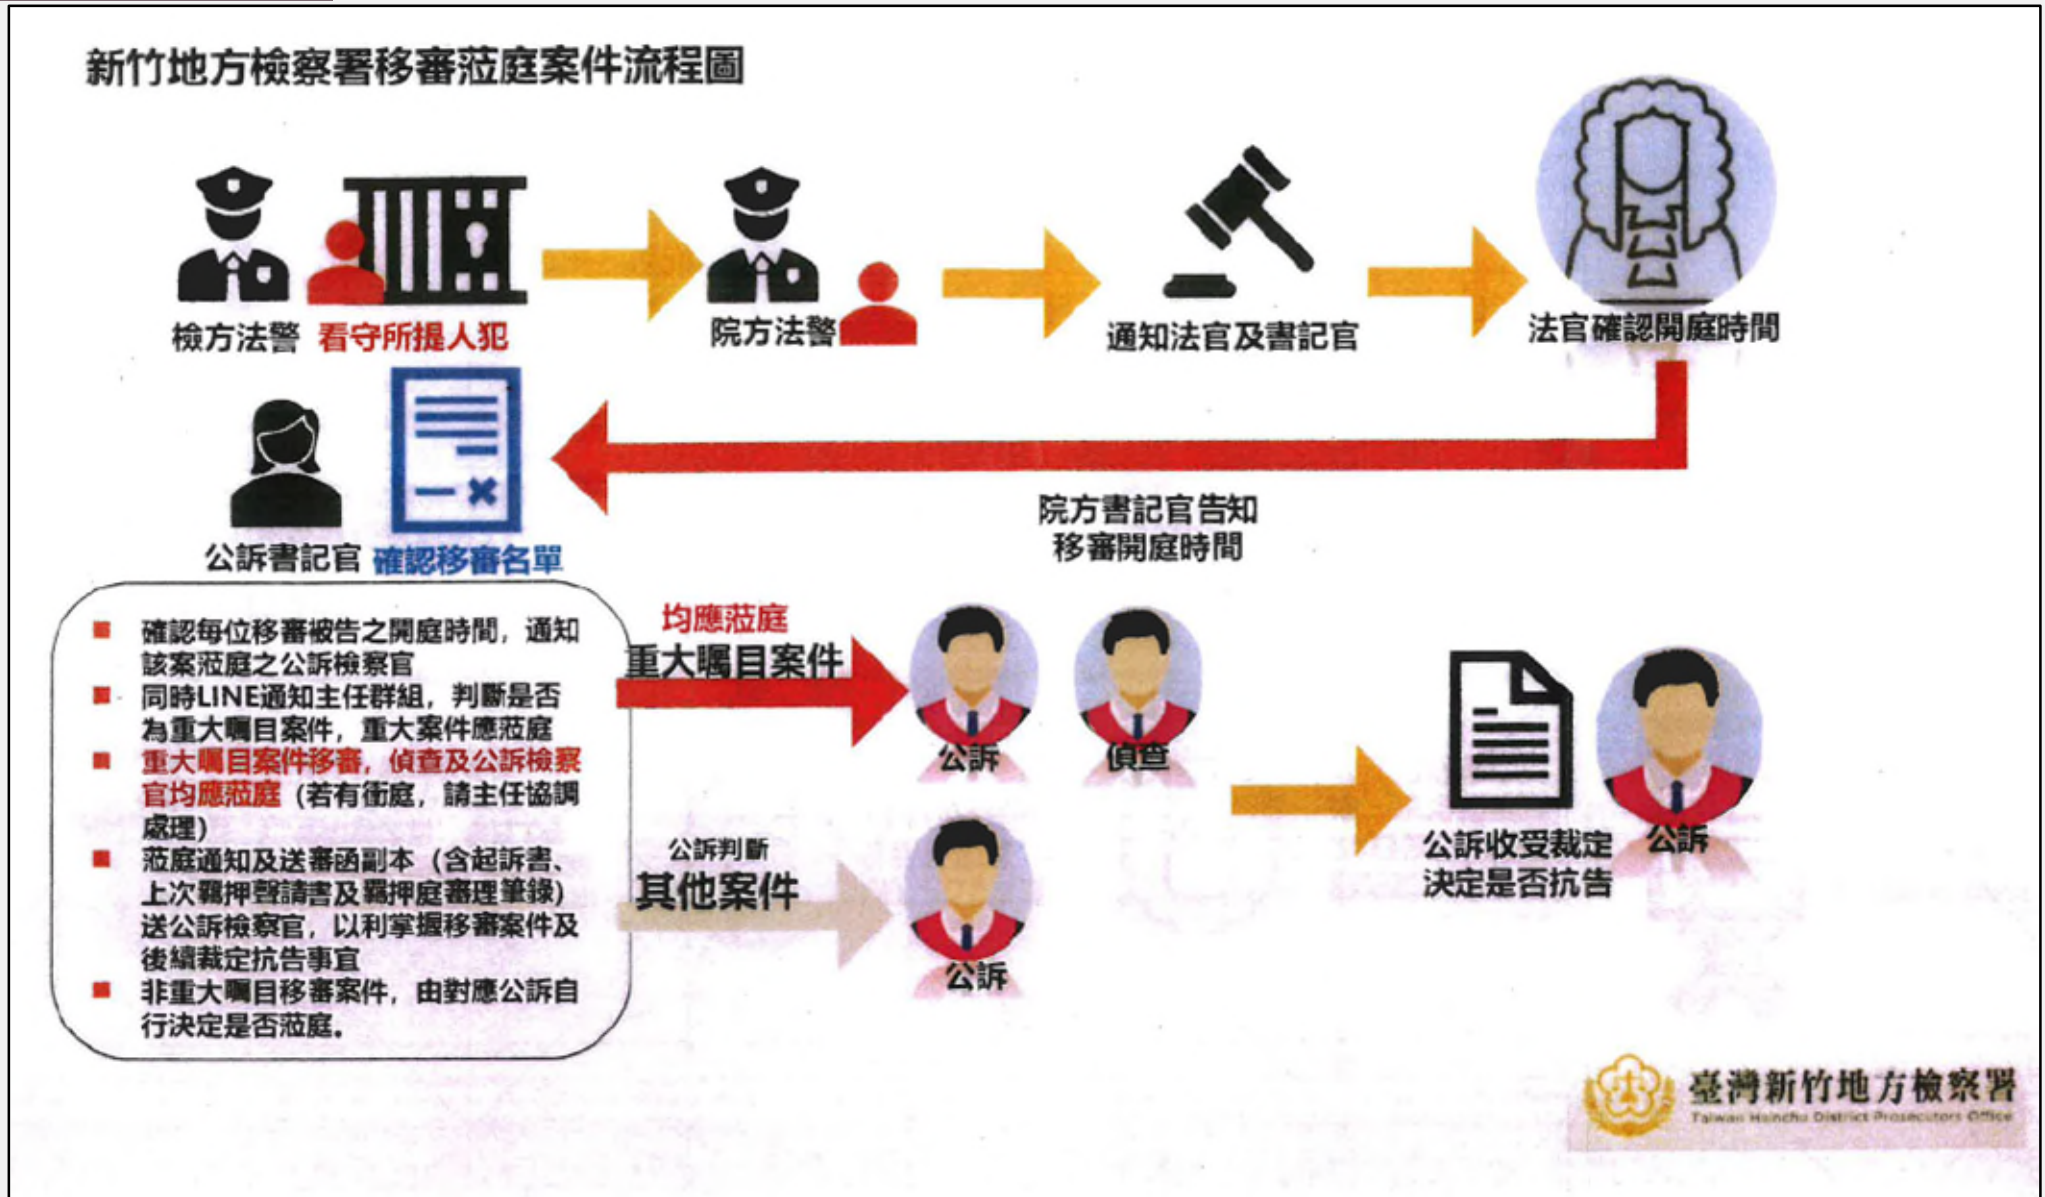 新竹地方檢察署移審蒞庭案件流程圖
檢方法警
看守所提人犯
院方法警
通知法官及書記官
法官確認開庭時間
院方書記官告知
移審開庭時間
公訴書記官
確認移審名單
確認每位移審被告之開庭時間，通知
該案蒞庭之公訴檢察官
同時LINE通知主任群組，判斷是否
為重大矚目案件，重大案件應蒞庭
重大矚目案件移審，偵查及公訴檢察
官均應蒞庭（若有衝庭，請主任協調
處理）
蒞庭通知及送審函副本（含起訴書、
上次羈押聲請書及羈押庭審理筆錄）
送公訴檢察官，以利掌握移審案件及
後續裁定抗告事宜
非重大矚目移審案件，由對應公訴自
行決定是否蒞庭。
均應蒞庭
重大矚目案件
公訴
偵查
公訴判斷
其他案件
公訴
公訴收受裁定
決定是否抗告
公訴
臺灣新竹地方檢察署
Taiwan Hsinchu District Prosecutors Office